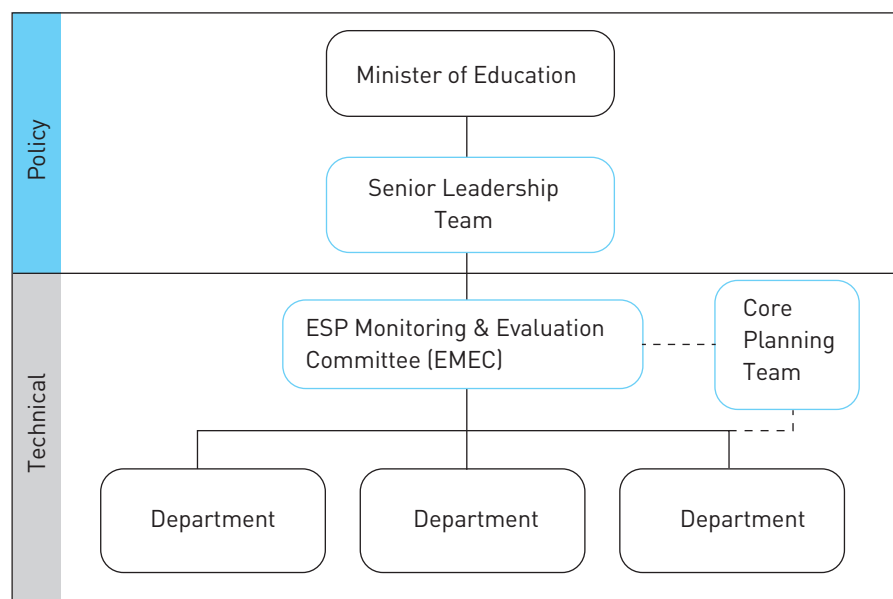 Policy
Minister of Education
Senior Leadership
Team
Technical
ESP Monitoring & Evaluation
Committee (EMEC)
Core
Planning
Team
Department
Department
Department